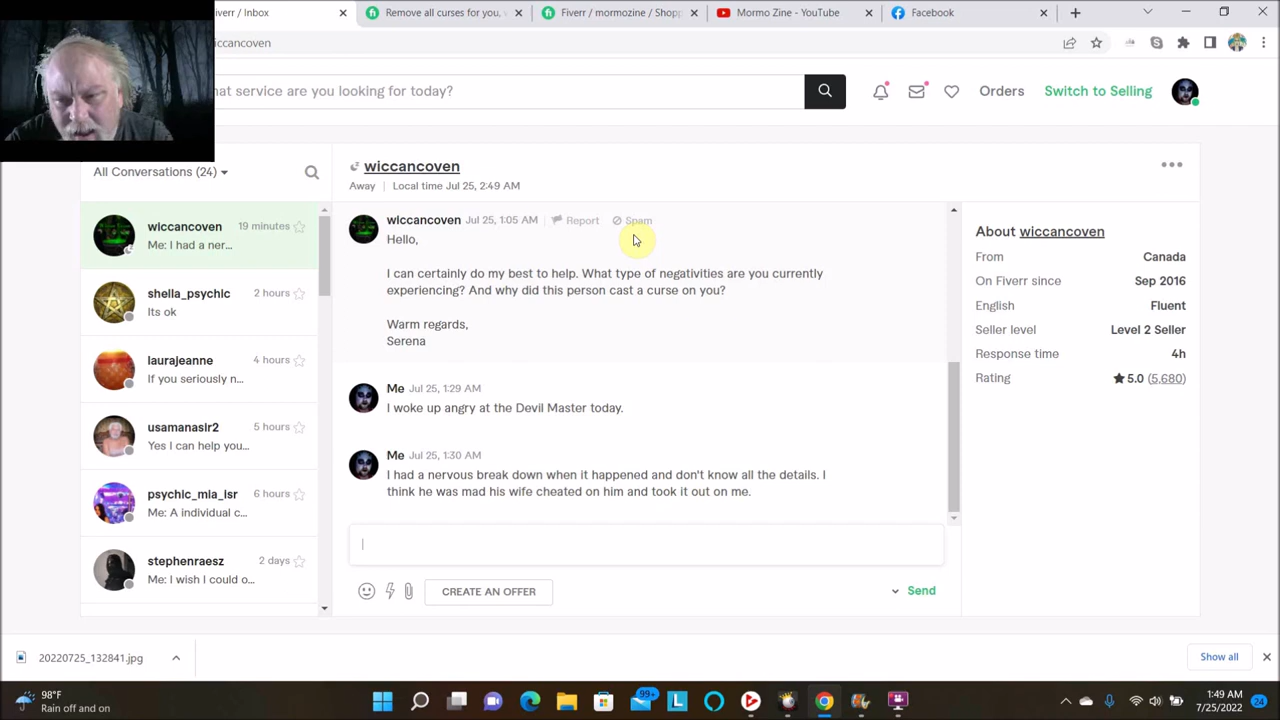 iverr / Inbox
Remove all curses for you, v
Fiverr / mormozine / Shopp
Mormo Zine - YouTube
Facebook
iccancoven
hat service are you looking for today?
Orders
Switch to Selling
All Conversations (24)
wiccancoven
Away | Local time Jul 25, 2:49 AM
wiccancoven
19 minutes
Me: I had a ner...
shella_psychic
2 hours
Its ok
laurajeanne
4 hours
If you seriously n...
usamanasir2
5 hours
Yes I can help you...
psychic_mia_isr
6 hours
Me: A individual c...
stephenraesz
2 days
Me: I wish I could o...
wiccancoven Jul 25, 1:05 AM | Report Spam
Hello,
I can certainly do my best to help. What type of negativities are you currently
experiencing? And why did this person cast a curse on you?
Warm regards,
Serena
Me Jul 25, 1:29 AM
I woke up angry at the Devil Master today.
Me Jul 25, 1:30 AM
I had a nervous break down when it happened and don't know all the details. I
think he was mad his wife cheated on him and took it out on me.
CREATE AN OFFER
Send
About wiccancoven
From Canada
On Fiverr since Sep 2016
English Fluent
Seller level Level 2 Seller
Response time 4h
Rating ★5.0 (5,680)
20220725_132841.jpg
Show all
98°F
Rain off and on
99+
L
1:49 AM
7/25/2022
24